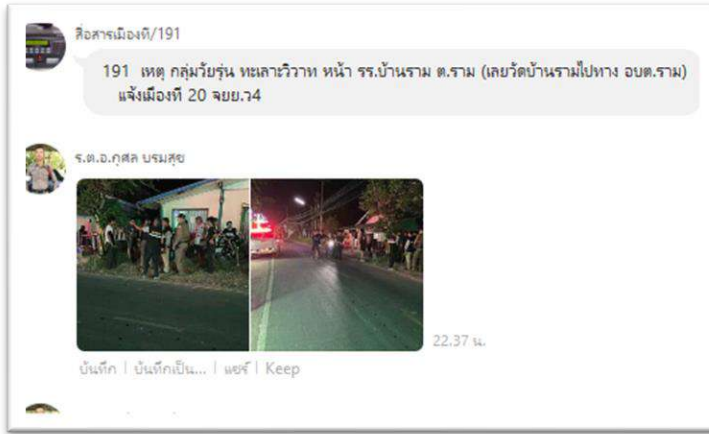 สื่อสารเมืองที/191
191 เหตุ กลุ่มวัยรุ่น ทะเลาะวิวาท หน้า รร.บ้านราม ต.ราม (เลยวัดบ้านรามไปทาง อบต.ราม)
แจ้งเมืองที 20 จยย.ว4
ร.ต.อ.กุศล บรมสุข
22.37 น.
บันทึก | บันทึกเป็น... | แชร์ | Keep